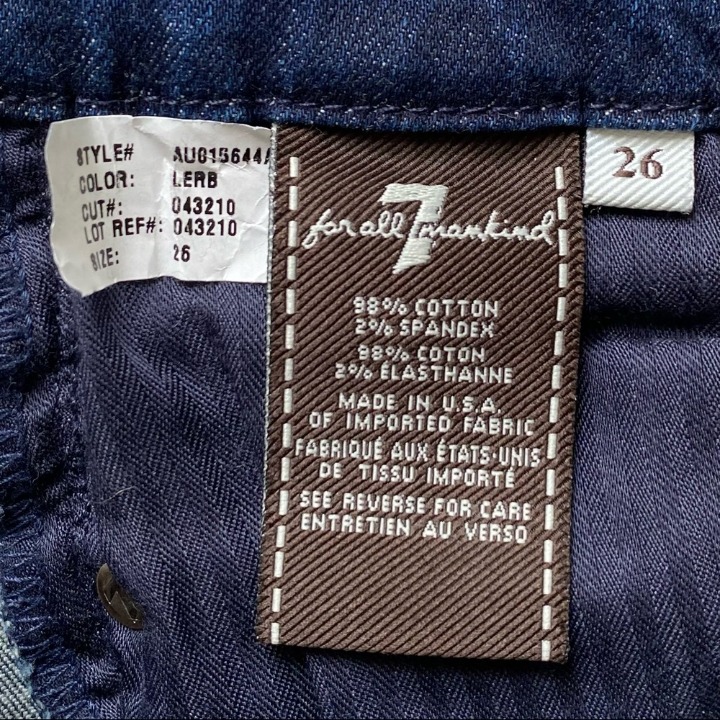 STYLE# AU015644A
COLOR: LERB
CUT#: 043210
LOT REF#: 043210
SIZE: 26
7
for all mankind
98% COTTON
2% SPANDEX
98% COTON
2% ÉLASTHANNE
MADE IN U.S.A.
OF IMPORTED FABRIC
FABRIQUÉ AUX ÉTATS-UNIS
DE TISSU IMPORTÉ
SEE REVERSE FOR CARE
ENTRETIEN AU VERSO
26